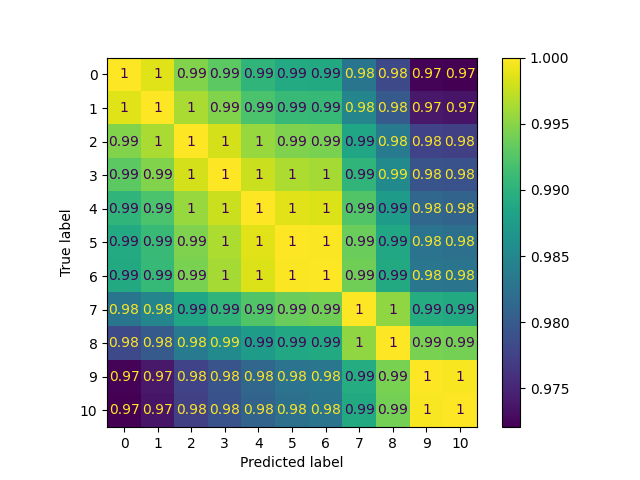 0 1 1 0.99 0.99 0.99 0.99 0.99 0.98 0.98 0.97 0.97
1 1 1 1 0.99 0.99 0.99 0.99 0.98 0.98 0.97 0.97
2 0.99 1 1 1 1 0.99 0.99 0.99 0.98 0.98 0.98
3 0.99 0.99 1 1 1 1 1 0.99 0.99 0.98 0.98
4 0.99 0.99 1 1 1 1 1 0.99 0.99 0.98 0.98
5 0.99 0.99 0.99 1 1 1 1 0.99 0.99 0.98 0.98
6 0.99 0.99 0.99 1 1 1 1 0.99 0.99 0.98 0.98
7 0.98 0.98 0.99 0.99 0.99 0.99 0.99 1 1 0.99 0.99
8 0.98 0.98 0.98 0.99 0.99 0.99 0.99 1 1 0.99 0.99
9 0.97 0.97 0.98 0.98 0.98 0.98 0.98 0.99 0.99 1 1
10 0.97 0.97 0.98 0.98 0.98 0.98 0.98 0.99 0.99 1 1
0 1 2 3 4 5 6 7 8 9 10
Predicted label
True label
1.000
0.995
0.990
0.985
0.980
0.975